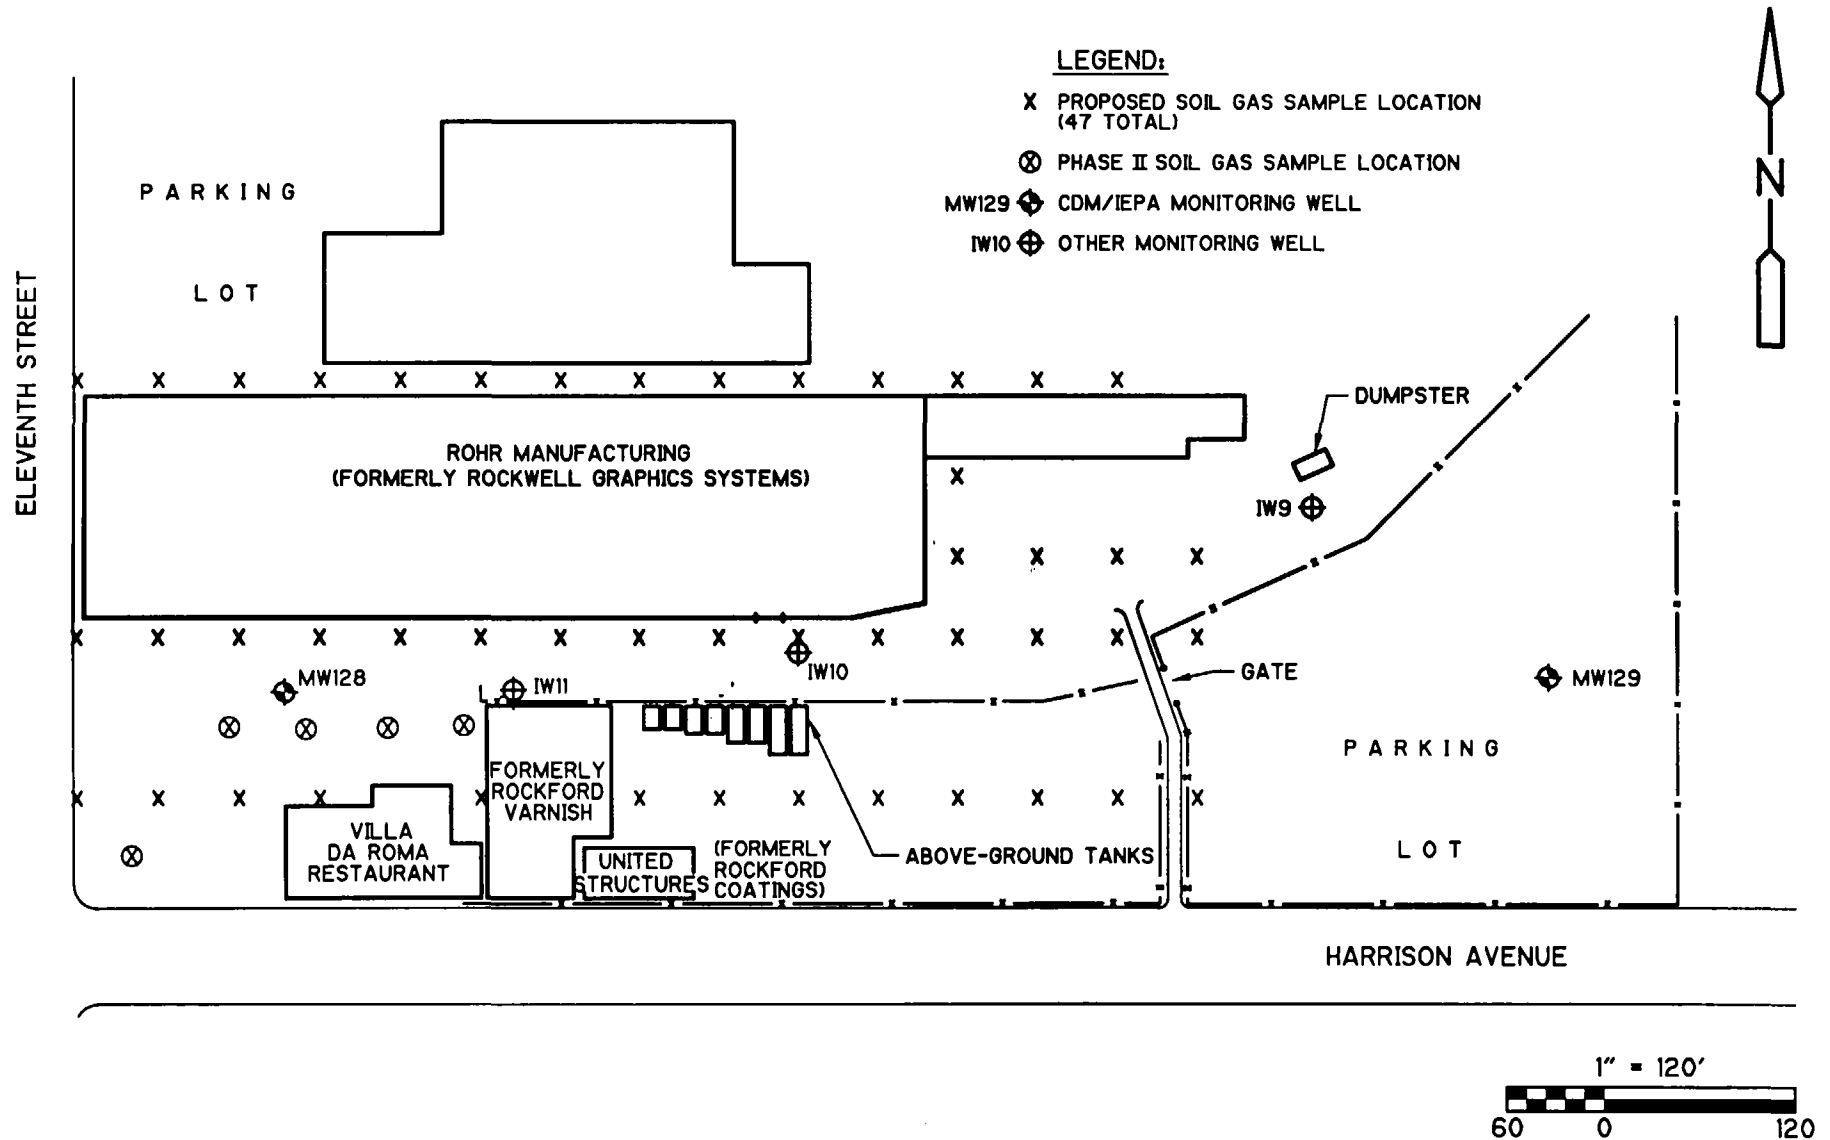 LEGEND:
X PROPOSED SOIL GAS SAMPLE LOCATION
(47 TOTAL)
PHASE II SOIL GAS SAMPLE LOCATION
MW129 CDM/IEPA MONITORING WELL
IW10 OTHER MONITORING WELL
N
PARKING
LOT
ELEVENTH STREET
X X X X X X X X X X X X X X
DUMPSTER
ROHR MANUFACTURING
(FORMERLY ROCKWELL GRAPHICS SYSTEMS)
X
IW9
X X X X
X X X X X X X X X X X X X X X
IW10
MW128
IW11
GATE
MW129
PARKING
LOT
FORMERLY
ROCKFORD
VARNISH
X X X X X X X X X X X X X X
VILLA
DA ROMA
RESTAURANT
UNITED
STRUCTURES
(FORMERLY
ROCKFORD
COATINGS)
ABOVE-GROUND TANKS
HARRISON AVENUE
1" = 120'
60 0 120